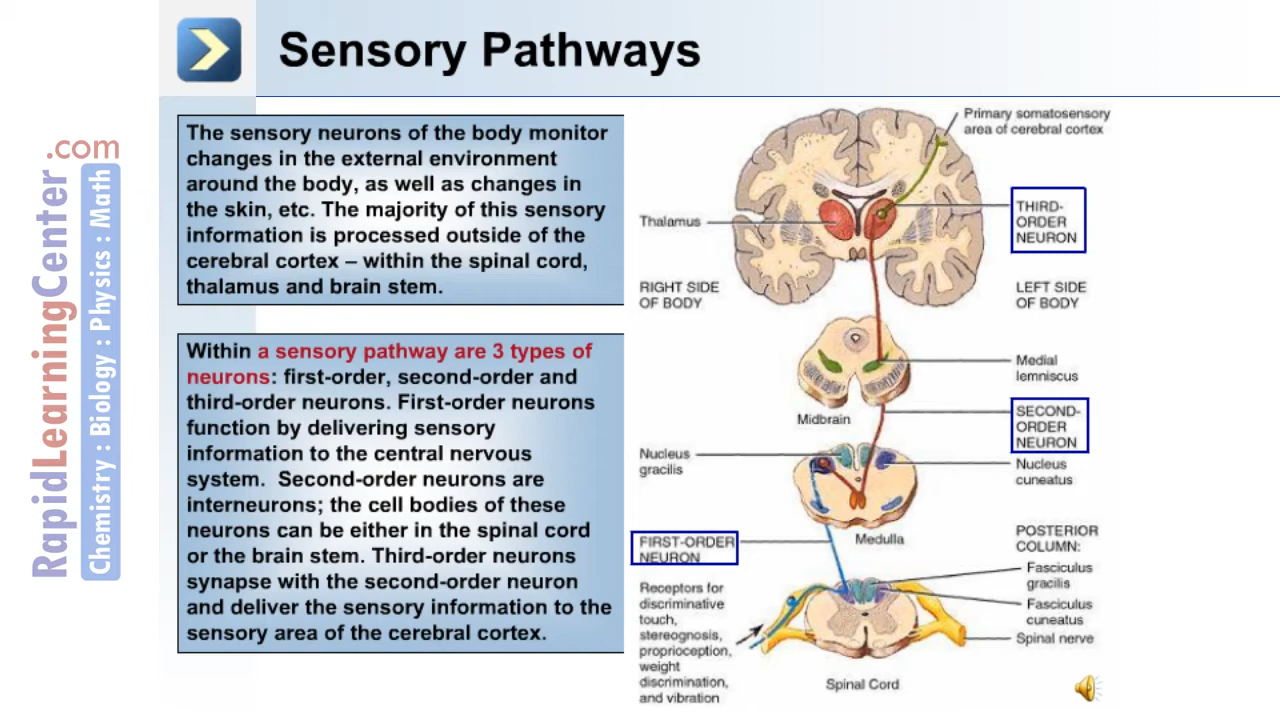 Sensory Pathways
RapidLearningCenter.com
Chemistry : Biology : Physics : Math
The sensory neurons of the body monitor
changes in the external environment
around the body, as well as changes in
the skin, etc. The majority of this sensory
information is processed outside of the
cerebral cortex – within the spinal cord,
thalamus and brain stem.
Within a sensory pathway are 3 types of
neurons: first-order, second-order and
third-order neurons. First-order neurons
function by delivering sensory
information to the central nervous
system. Second-order neurons are
interneurons; the cell bodies of these
neurons can be either in the spinal cord
or the brain stem. Third-order neurons
synapse with the second-order neuron
and deliver the sensory information to the
sensory area of the cerebral cortex.
Primary somatosensory
area of cerebral cortex
Thalamus
THIRD-
ORDER
NEURON
RIGHT SIDE
OF BODY
LEFT SIDE
OF BODY
Medial
lemniscus
Midbrain
SECOND-
ORDER
NEURON
Nucleus
gracilis
Nucleus
cuneatus
Medulla
FIRST-ORDER
NEURON
POSTERIOR
COLUMN:
Fasciculus
gracilis
Fasciculus
cuneatus
Spinal nerve
Receptors for
discriminative
touch,
stereognosis,
proprioception,
weight
discrimination,
and vibration
Spinal Cord